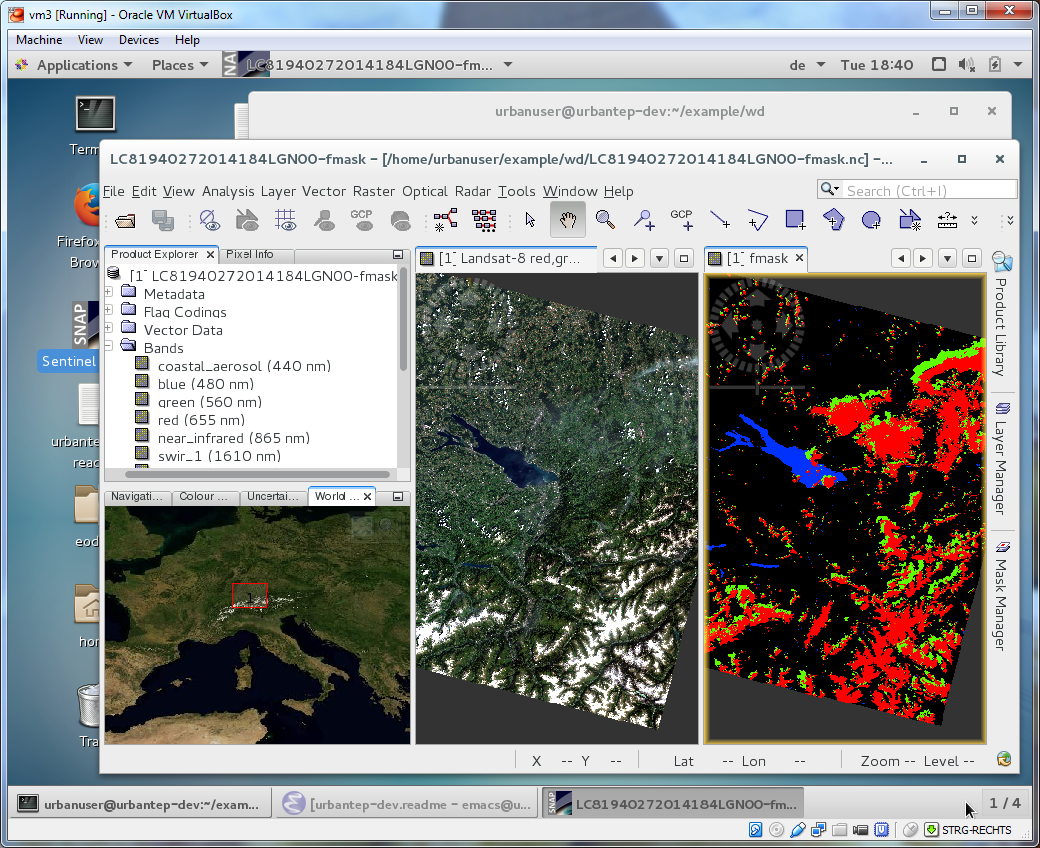 vm3 [Running] - Oracle VM VirtualBox
Machine View Devices Help
Applications Places LC81940272014184LGN00-fm... de Tue 18:40
urbanuser@urbantep-dev:~/example/wd
Term
LC81940272014184LGN00-fmask - [/home/urbanuser/example/wd/LC81940272014184LGN00-fmask.nc] -...
File Edit View Analysis Layer Vector Raster Optical Radar Tools Window Help
Search (Ctrl+I)
GCP GCP
Firefox
Brow
Product Explorer Pixel Info
[1] Landsat-8 red,gr...
[1] fmask
[1] LC81940272014184LGN00-fmask
Metadata
Flag Codings
Vector Data
Bands
coastal_aerosol (440 nm)
blue (480 nm)
green (560 nm)
red (655 nm)
near_infrared (865 nm)
swir_1 (1610 nm)
SNAP
Sentinel
urbante
read
eod
hor
Tra
Navigati... Colour ... Uncertai... World ...
1
Product Library
Layer Manager
Mask Manager
X -- Y -- Lat -- Lon -- Zoom -- Level --
urbanuser@urbantep-dev:~/exam...
[urbantep-dev.readme - emacs@u...
SNAP
LC81940272014184LGN00-fm...
1 / 4
STRG-RECHTS